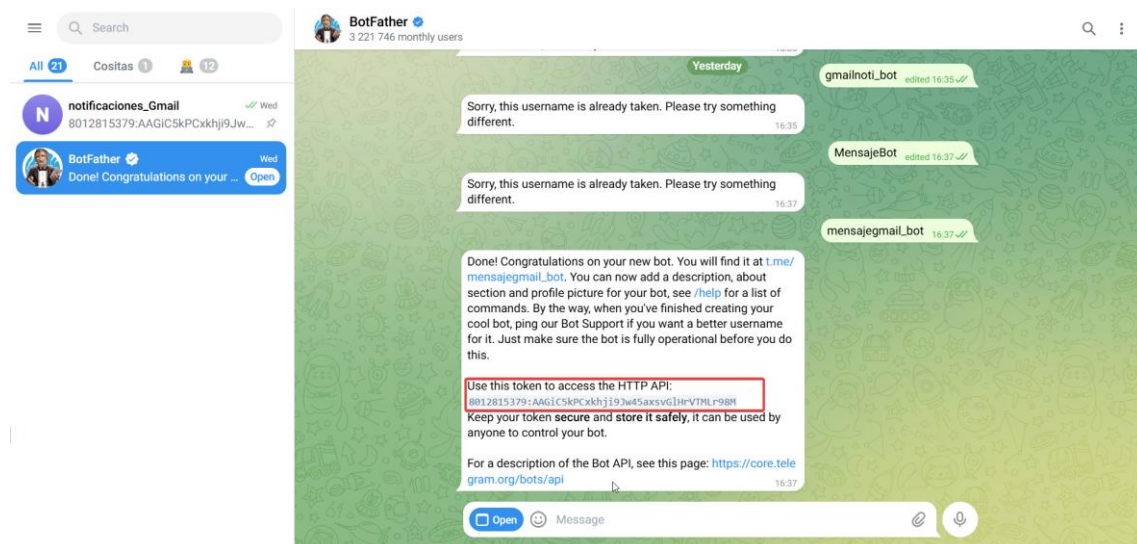 Search
All 21
Cositas 1
12
notificaciones_Gmail
Wed
8012815379:AAGiC5kPCxkhji9Jw...
BotFather
Wed
Done! Congratulations on your ...
Open
BotFather
3 221 746 monthly users
Yesterday
gmailnoti_bot edited 16:35
Sorry, this username is already taken. Please try something
different.
16:35
MensajeBot edited 16:37
Sorry, this username is already taken. Please try something
different.
16:37
mensajegmail_bot 16:37
Done! Congratulations on your new bot. You will find it at t.me/
mensajegmail_bot. You can now add a description, about
section and profile picture for your bot, see /help for a list of
commands. By the way, when you've finished creating your
cool bot, ping our Bot Support if you want a better username
for it. Just make sure the bot is fully operational before you do
this.
Use this token to access the HTTP API:
8012815379:AAGiC5kPCxkhji9Jw45axsvGlHrVTMLr98M
Keep your token secure and store it safely, it can be used by
anyone to control your bot.
For a description of the Bot API, see this page: https://core.tele
gram.org/bots/api
16:37
Open
Message